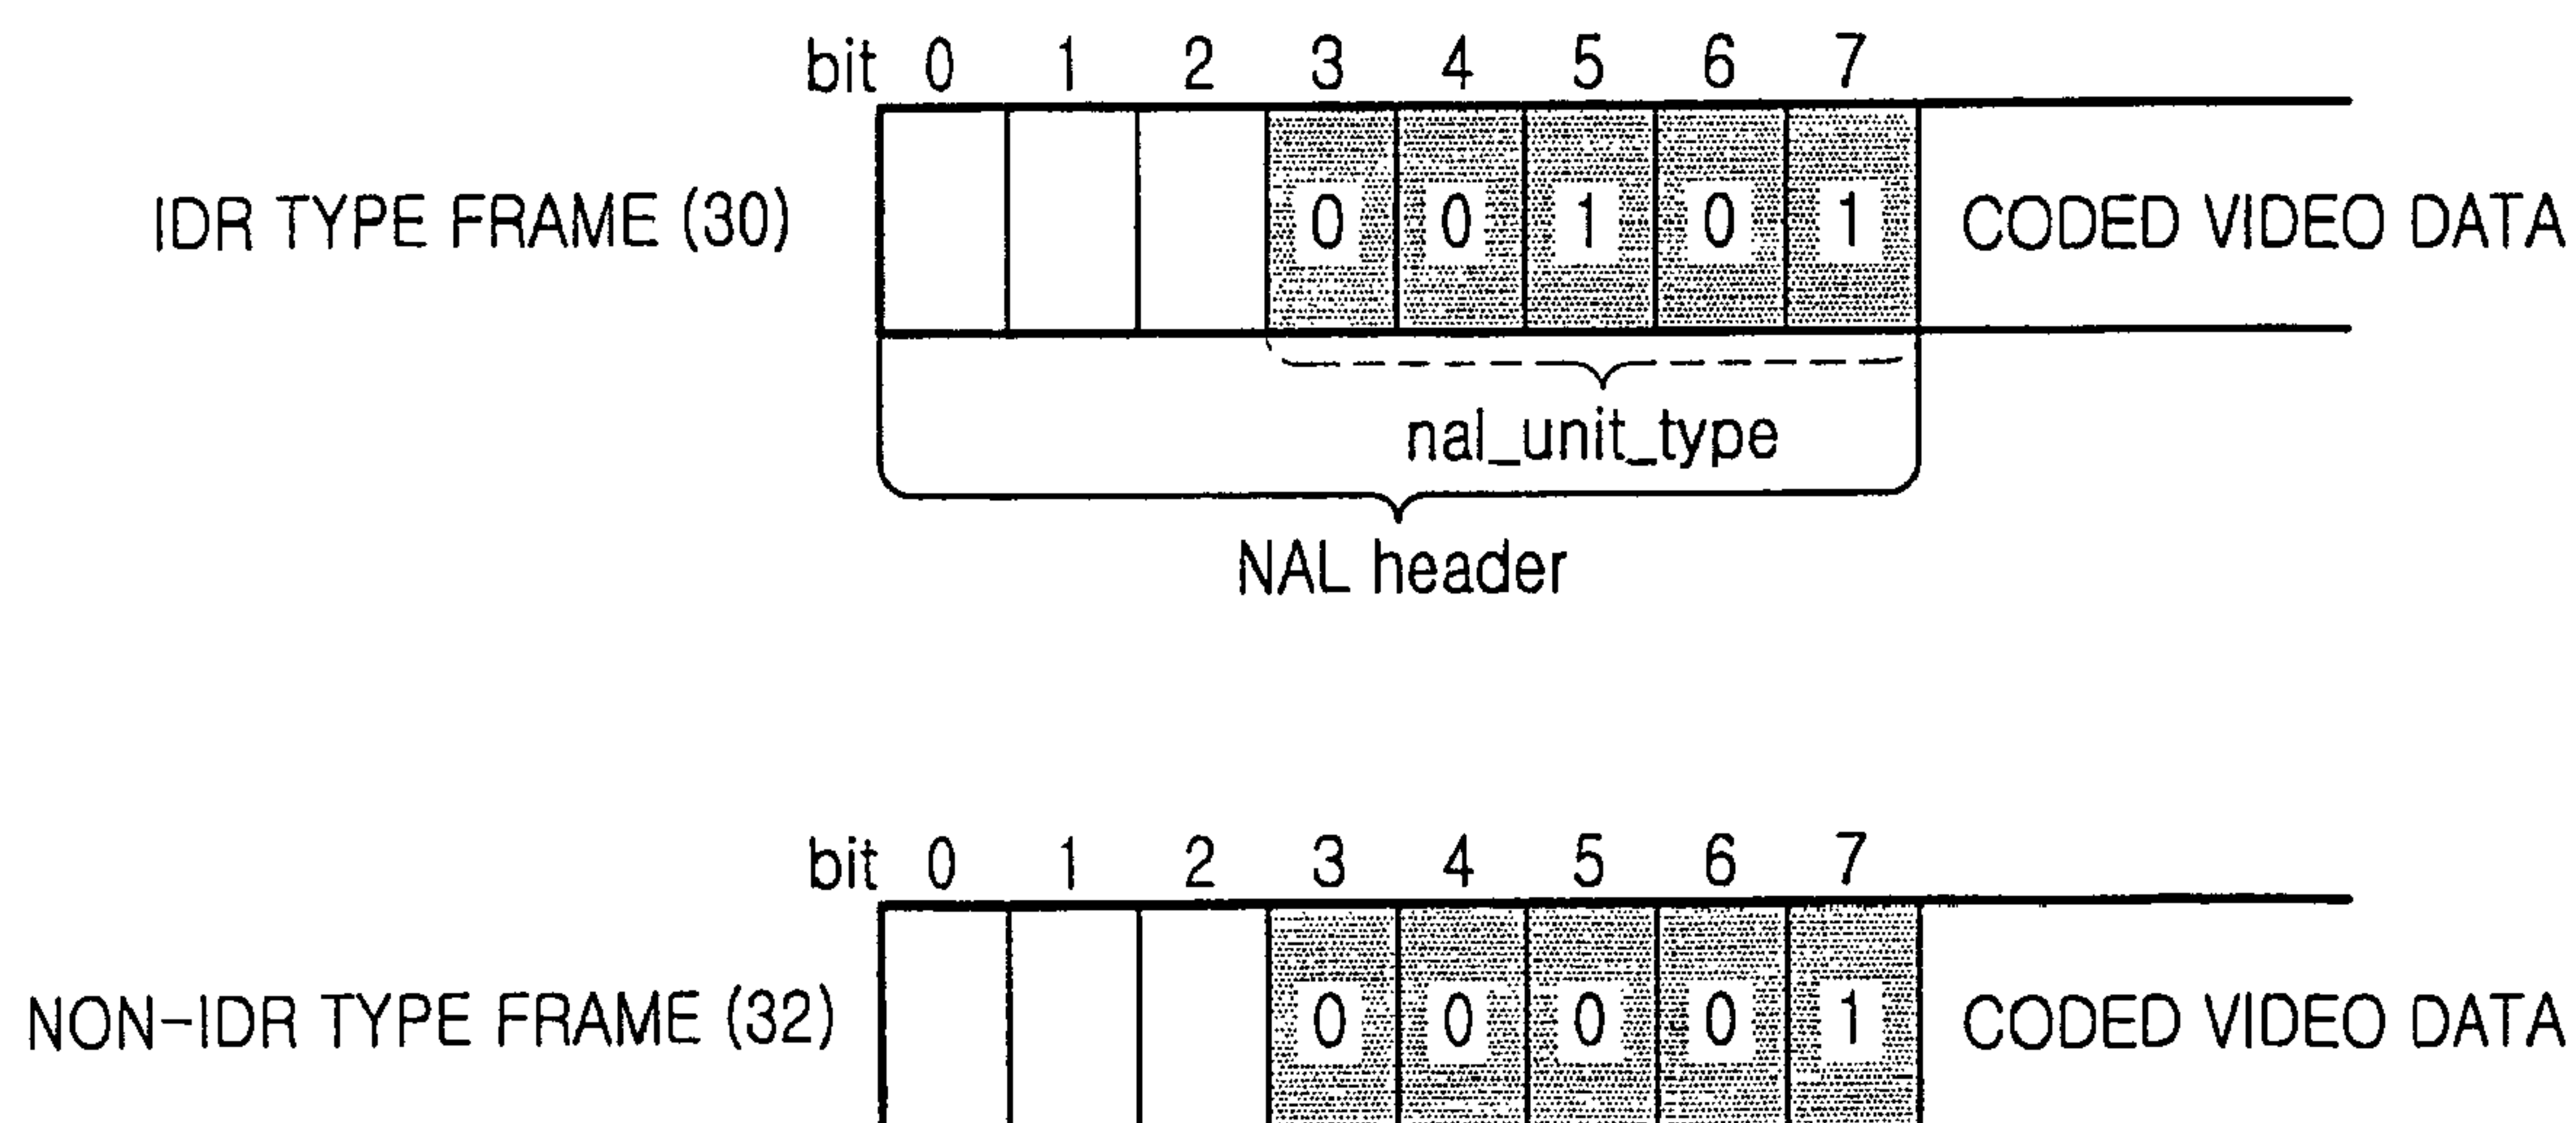 bit 0 1 2 3 4 5 6 7
IDR TYPE FRAME (30) 0 0 1 0 1 CODED VIDEO DATA
nal_unit_type
NAL header
bit 0 1 2 3 4 5 6 7
NON-IDR TYPE FRAME (32) 0 0 0 0 1 CODED VIDEO DATA